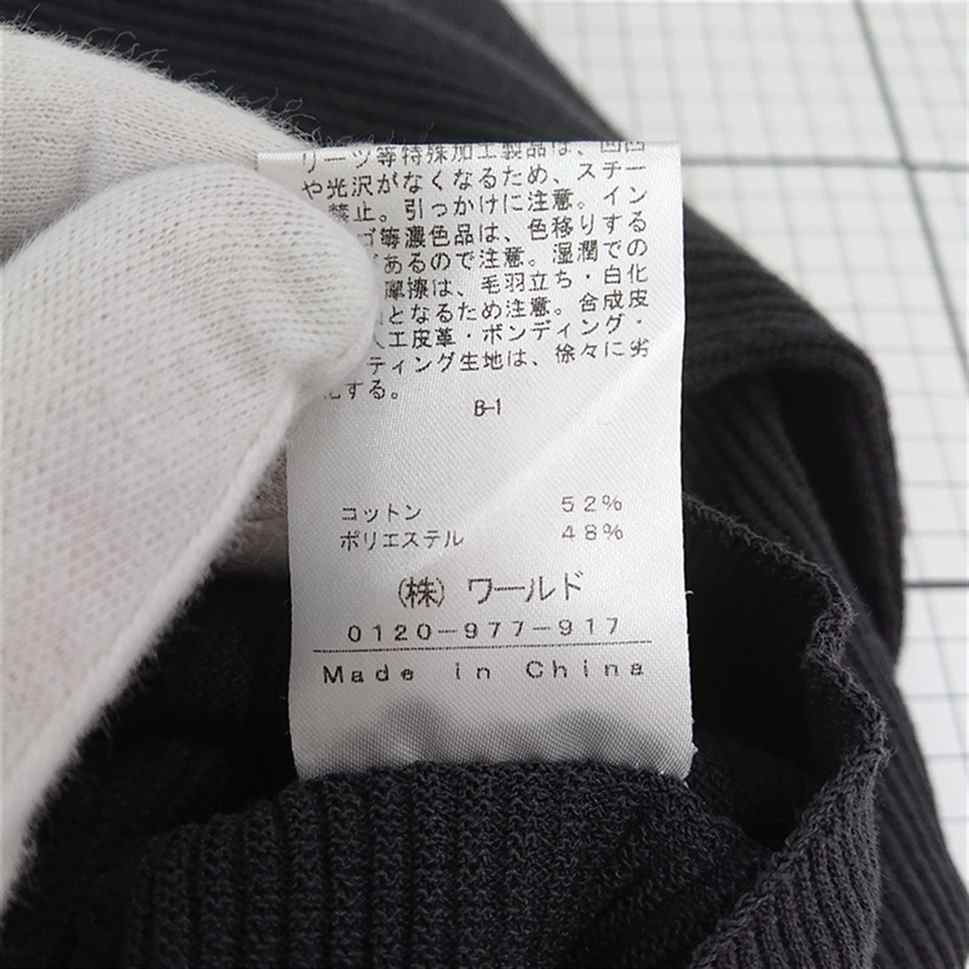 リーツ等特殊加工製品は、凹凸
や光沢がなくなるため、スチー
禁止。引っかけに注意。イン
ゴ等濃色品は、色移りする
があるので注意。湿潤での
摩擦は、毛羽立ち・白化
となるため注意。合成皮
人工皮革・ボンディング・
ティング生地は、徐々に劣
化する。
B-1
コットン 52%
ポリエステル 48%
(株) ワールド
0120-977-917
Made in China